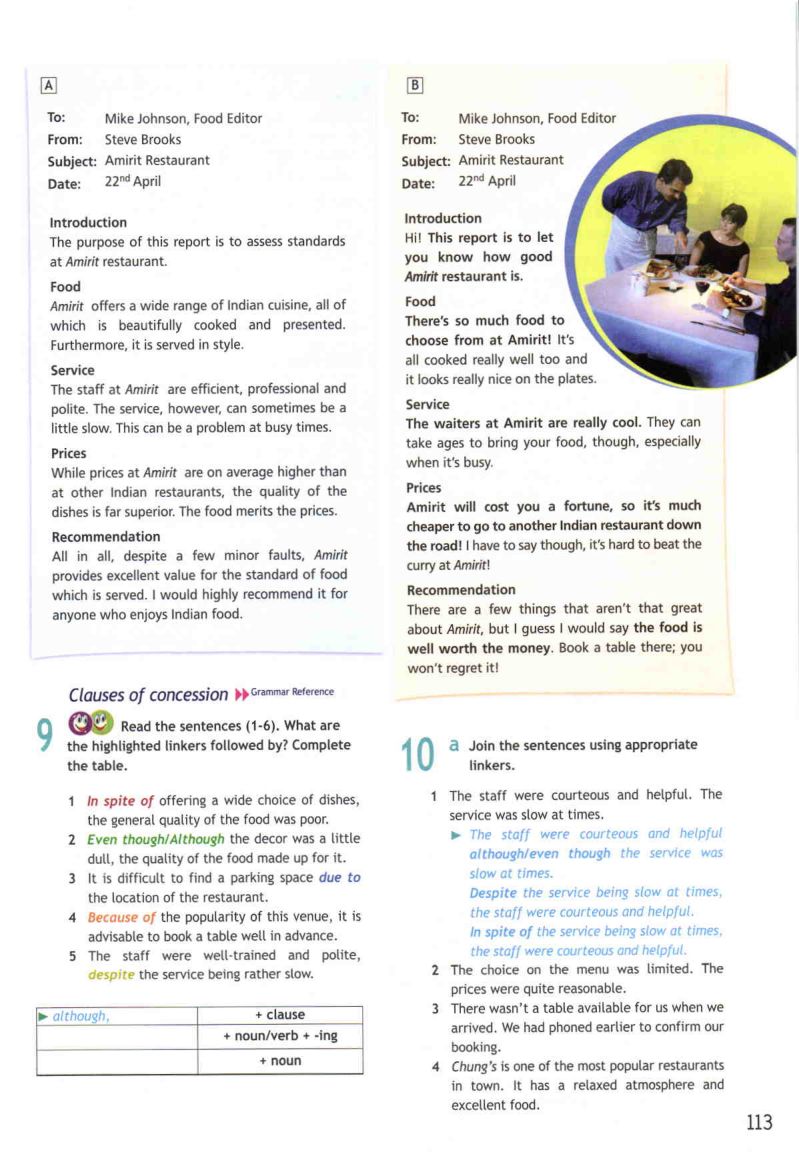 A
To: Mike Johnson, Food Editor
From: Steve Brooks
Subject: Amirit Restaurant
Date: 22nd April
Introduction
The purpose of this report is to assess standards
at Amirit restaurant.
Food
Amirit offers a wide range of Indian cuisine, all of
which is beautifully cooked and presented.
Furthermore, it is served in style.
Service
The staff at Amirit are efficient, professional and
polite. The service, however, can sometimes be a
little slow. This can be a problem at busy times.
Prices
While prices at Amirit are on average higher than
at other Indian restaurants, the quality of the
dishes is far superior. The food merits the prices.
Recommendation
All in all, despite a few minor faults, Amirit
provides excellent value for the standard of food
which is served. I would highly recommend it for
anyone who enjoys Indian food.
B
To: Mike Johnson, Food Editor
From: Steve Brooks
Subject: Amirit Restaurant
Date: 22nd April
Introduction
Hi! This report is to let
you know how good
Amirit restaurant is.
Food
There's so much food to
choose from at Amirit! It's
all cooked really well too and
it looks really nice on the plates.
Service
The waiters at Amirit are really cool. They can
take ages to bring your food, though, especially
when it's busy.
Prices
Amirit will cost you a fortune, so it's much
cheaper to go to another Indian restaurant down
the road! I have to say though, it's hard to beat the
curry at Amirit!
Recommendation
There are a few things that aren't that great
about Amirit, but I guess I would say the food is
well worth the money. Book a table there; you
won't regret it!
Clauses of concession Grammar Reference
9 Read the sentences (1-6). What are
the highlighted linkers followed by? Complete
the table.
1 In spite of offering a wide choice of dishes,
the general quality of the food was poor.
2 Even though/Although the decor was a little
dull, the quality of the food made up for it.
3 It is difficult to find a parking space due to
the location of the restaurant.
4 Because of the popularity of this venue, it is
advisable to book a table well in advance.
5 The staff were well-trained and polite,
despite the service being rather slow.
although, + clause
+ noun/verb + -ing
+ noun
10 a Join the sentences using appropriate
linkers.
1 The staff were courteous and helpful. The
service was slow at times.
The staff were courteous and helpful
although/even though the service was
slow at times.
Despite the service being slow at times,
the staff were courteous and helpful.
In spite of the service being slow at times,
the staff were courteous and helpful.
2 The choice on the menu was limited. The
prices were quite reasonable.
3 There wasn't a table available for us when we
arrived. We had phoned earlier to confirm our
booking.
4 Chung's is one of the most popular restaurants
in town. It has a relaxed atmosphere and
excellent food.
113